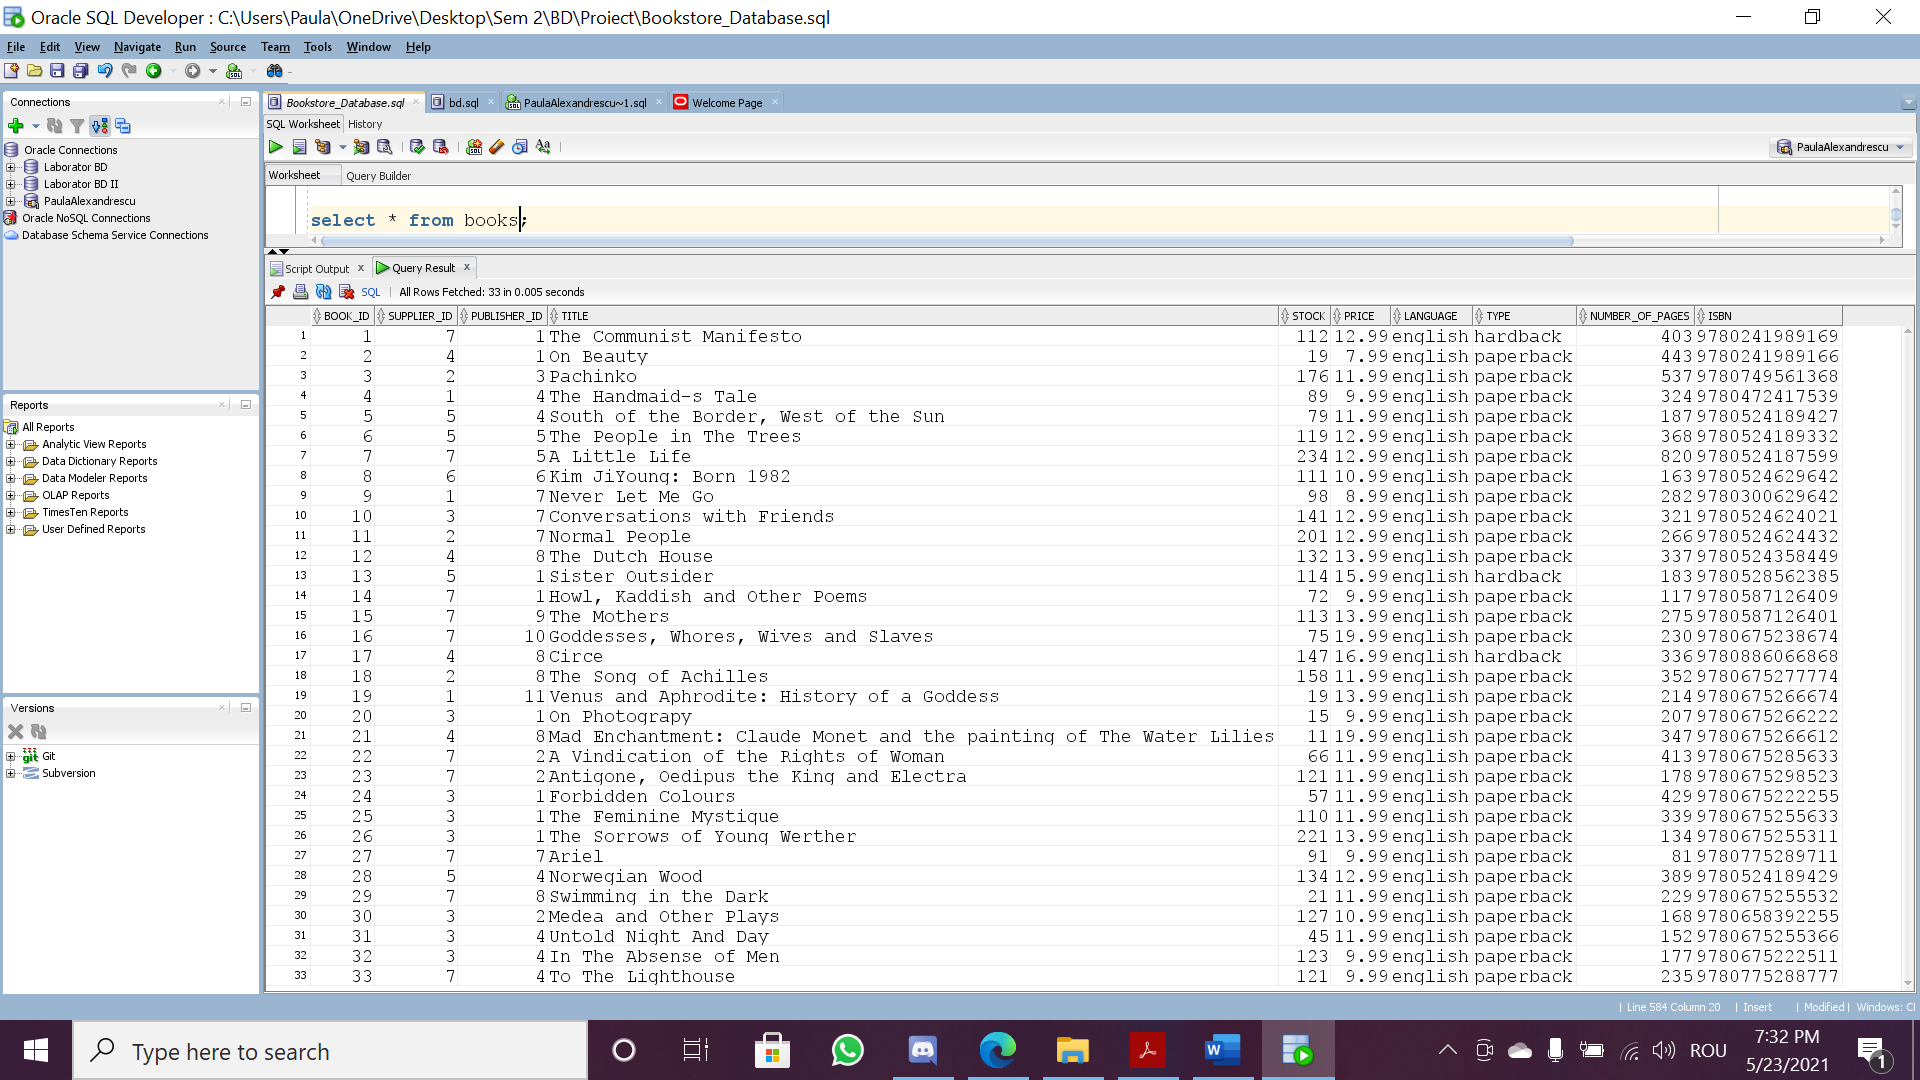 Oracle SQL Developer : C:\Users\Paula\OneDrive\Desktop\Sem 2\BD\Proiect\Bookstore_Database.sql
File Edit View Navigate Run Source Team Tools Window Help
Connections
Oracle Connections
Laborator BD
Laborator BD II
PaulaAlexandrescu
Oracle NoSQL Connections
Database Schema Service Connections
Reports
All Reports
Analytic View Reports
Data Dictionary Reports
Data Modeler Reports
OLAP Reports
TimesTen Reports
User Defined Reports
Versions
Git
Subversion
Bookstore_Database.sql bd.sql PaulaAlexandrescu~1.sql Welcome Page
SQL Worksheet History
PaulaAlexandrescu
Worksheet Query Builder
select * from books;
Script Output Query Result
SQL All Rows Fetched: 33 in 0.005 seconds
BOOK_ID SUPPLIER_ID PUBLISHER_ID TITLE STOCK PRICE LANGUAGE TYPE NUMBER_OF_PAGES ISBN
1 1 7 1 The Communist Manifesto 112 12.99 english hardback 403 9780241989169
2 2 4 1 On Beauty 19 7.99 english paperback 443 9780241989166
3 3 2 3 Pachinko 176 11.99 english paperback 537 9780749561368
4 4 1 4 The Handmaid-s Tale 89 9.99 english paperback 324 9780472417539
5 5 5 4 South of the Border, West of the Sun 79 11.99 english paperback 187 9780524189427
6 6 5 5 The People in The Trees 119 12.99 english paperback 368 9780524189332
7 7 7 5 A Little Life 234 12.99 english paperback 820 9780524187599
8 8 6 6 Kim JiYoung: Born 1982 111 10.99 english paperback 163 9780524629642
9 9 1 7 Never Let Me Go 98 8.99 english paperback 282 9780300629642
10 10 3 7 Conversations with Friends 141 12.99 english paperback 321 9780524624021
11 11 2 7 Normal People 201 12.99 english paperback 266 9780524624432
12 12 4 8 The Dutch House 132 13.99 english paperback 337 9780524358449
13 13 5 1 Sister Outsider 114 15.99 english hardback 183 9780528562385
14 14 7 1 Howl, Kaddish and Other Poems 72 9.99 english paperback 117 9780587126409
15 15 7 9 The Mothers 113 13.99 english paperback 275 9780587126401
16 16 7 10 Goddesses, Whores, Wives and Slaves 75 19.99 english paperback 230 9780675238674
17 17 4 8 Circe 147 16.99 english hardback 336 9780886066868
18 18 2 8 The Song of Achilles 158 11.99 english paperback 352 9780675277774
19 19 1 11 Venus and Aphrodite: History of a Goddess 19 13.99 english paperback 214 9780675266674
20 20 3 1 On Photograpy 15 9.99 english paperback 207 9780675266222
21 21 4 8 Mad Enchantment: Claude Monet and the painting of The Water Lilies 11 19.99 english paperback 347 9780675266612
22 22 7 2 A Vindication of the Rights of Woman 66 11.99 english paperback 413 9780675285633
23 23 7 2 Antigone, Oedipus the King and Electra 121 11.99 english paperback 178 9780675298523
24 24 3 1 Forbidden Colours 57 11.99 english paperback 429 9780675222255
25 25 3 1 The Feminine Mystique 110 11.99 english paperback 339 9780675255633
26 26 3 1 The Sorrows of Young Werther 221 13.99 english paperback 134 9780675255311
27 27 7 7 Ariel 91 9.99 english paperback 81 9780775289711
28 28 5 4 Norwegian Wood 134 12.99 english paperback 389 9780524189429
29 29 7 8 Swimming in the Dark 21 11.99 english paperback 229 9780675255532
30 30 3 2 Medea and Other Plays 127 10.99 english paperback 168 9780658392255
31 31 3 4 Untold Night And Day 45 11.99 english paperback 152 9780675255366
32 32 3 4 In The Absense of Men 123 9.99 english paperback 177 9780675222511
33 33 7 4 To The Lighthouse 121 9.99 english paperback 235 9780775288777
Line 584 Column 20 Insert Modified Windows: C
Type here to search
ROU
7:32 PM
5/23/2021
1